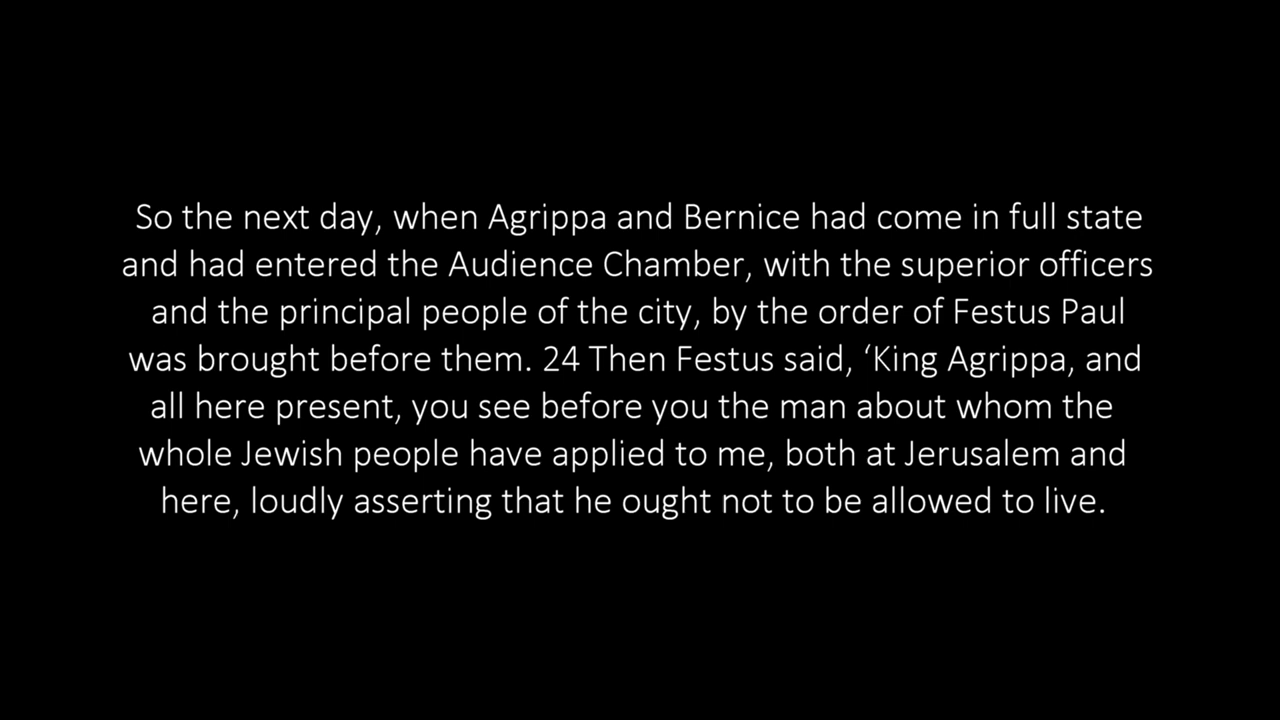 So the next day, when Agrippa and Bernice had come in full state
and had entered the Audience Chamber, with the superior officers
and the principal people of the city, by the order of Festus Paul
was brought before them. 24 Then Festus said, ‘King Agrippa, and
all here present, you see before you the man about whom the
whole Jewish people have applied to me, both at Jerusalem and
here, loudly asserting that he ought not to be allowed to live.